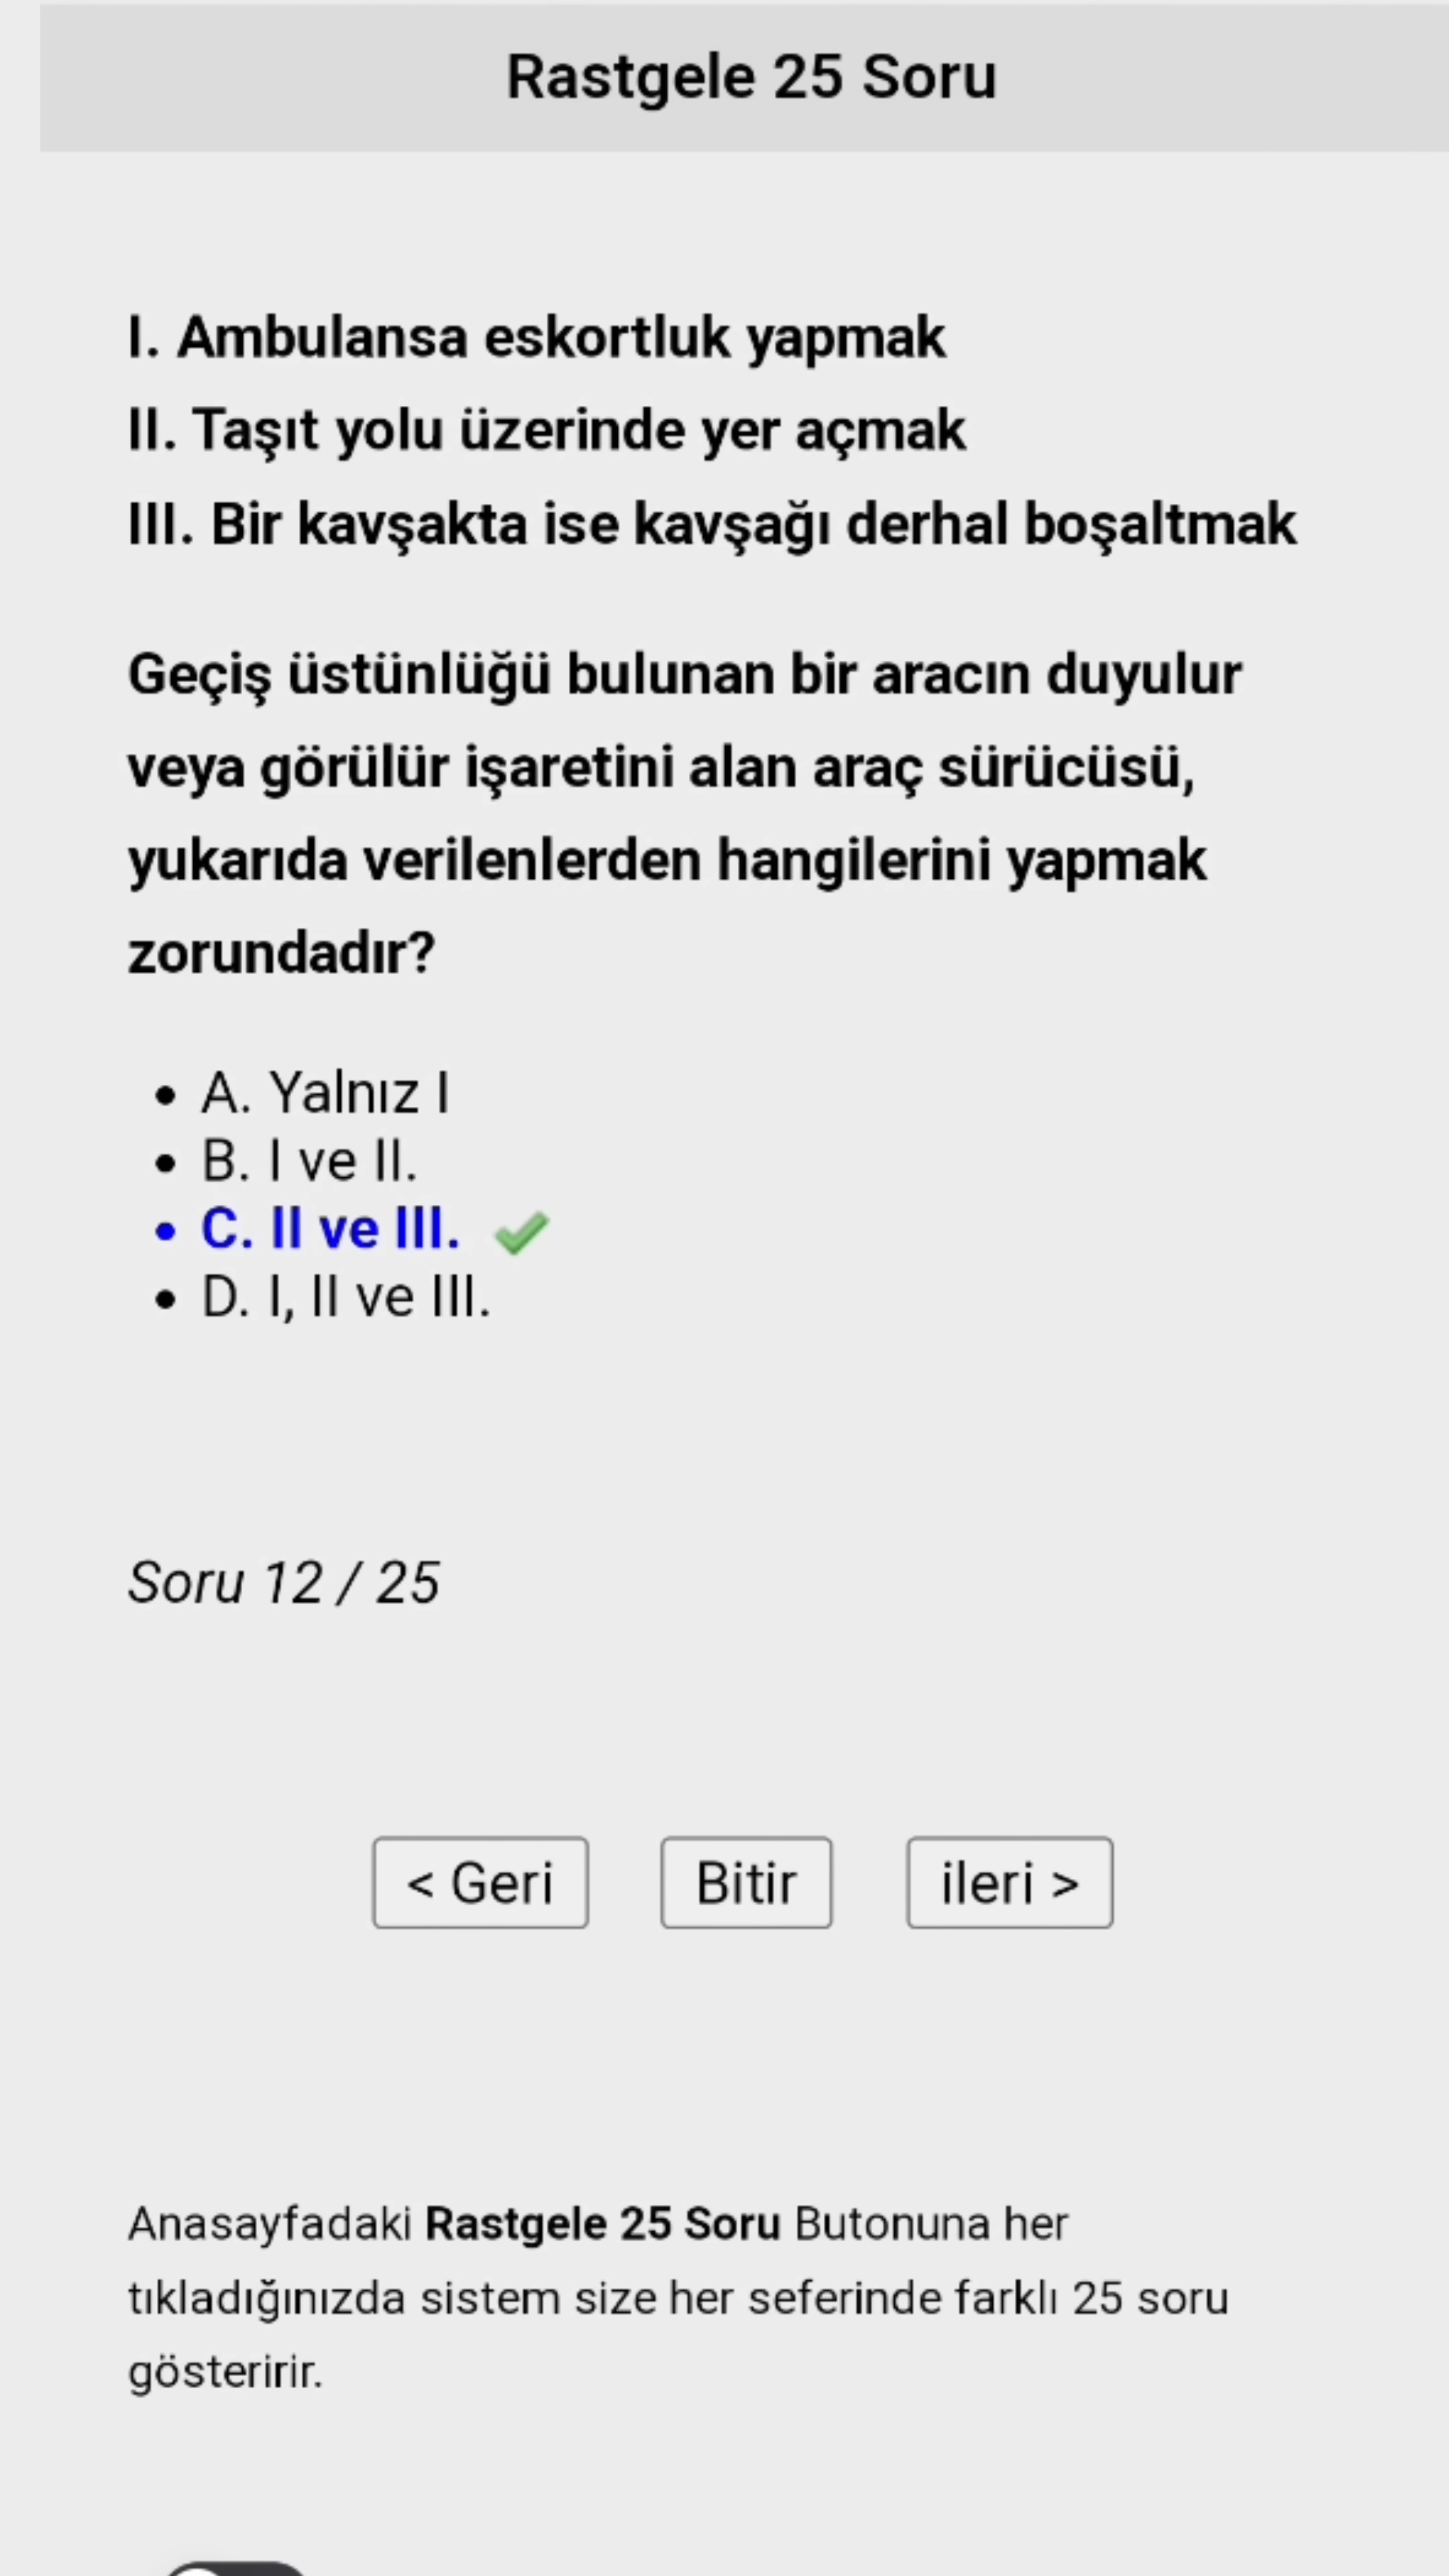 Rastgele 25 Soru
I. Ambulansa eskortluk yapmak
II. Taşıt yolu üzerinde yer açmak
III. Bir kavşakta ise kavşağı derhal boşaltmak
Geçiş üstünlüğü bulunan bir aracın duyulur
veya görülür işaretini alan araç sürücüsü,
yukarıda verilenlerden hangilerini yapmak
zorundadır?
• A. Yalnız I
• B. I ve II.
• C. II ve III.
• D. I, II ve III.
Soru 12 / 25
< Geri Bitir ileri >
Anasayfadaki Rastgele 25 Soru Butonuna her
tıkladığınızda sistem size her seferinde farklı 25 soru
gösteririr.